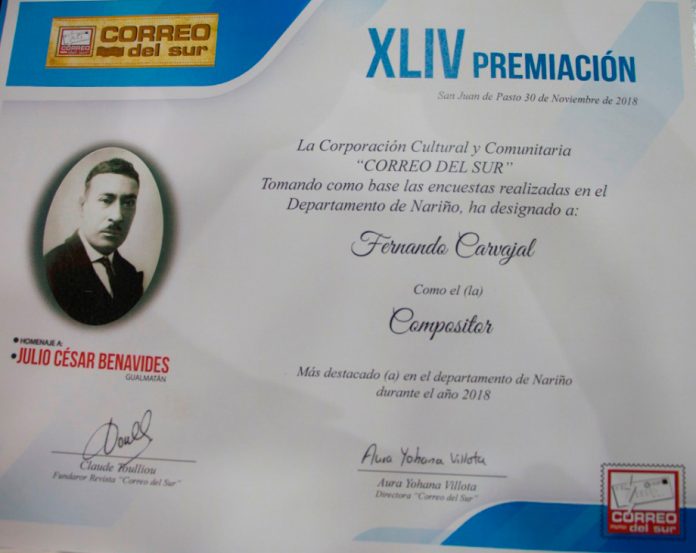 CORREO
del sur
XLIV PREMIACIÓN
San Juan de Pasto 30 de Noviembre de 2018
La Corporación Cultural y Comunitaria
"CORREO DEL SUR"
Tomando como base las encuestas realizadas en el
Departamento de Nariño, ha designado a:
Fernando Carvajal
Como el (la)
Compositor
Más destacado (a) en el departamento de Nariño
durante el año 2018
HOMENAJE A:
JULIO CÉSAR BENAVIDES
GUALMATÁN
Claude Youlliou
Fundaror Revista "Correo del Sur"
Aura Yohana Villota
Aura Yohana Villota
Directora "Correo del Sur"
CORREO
del sur